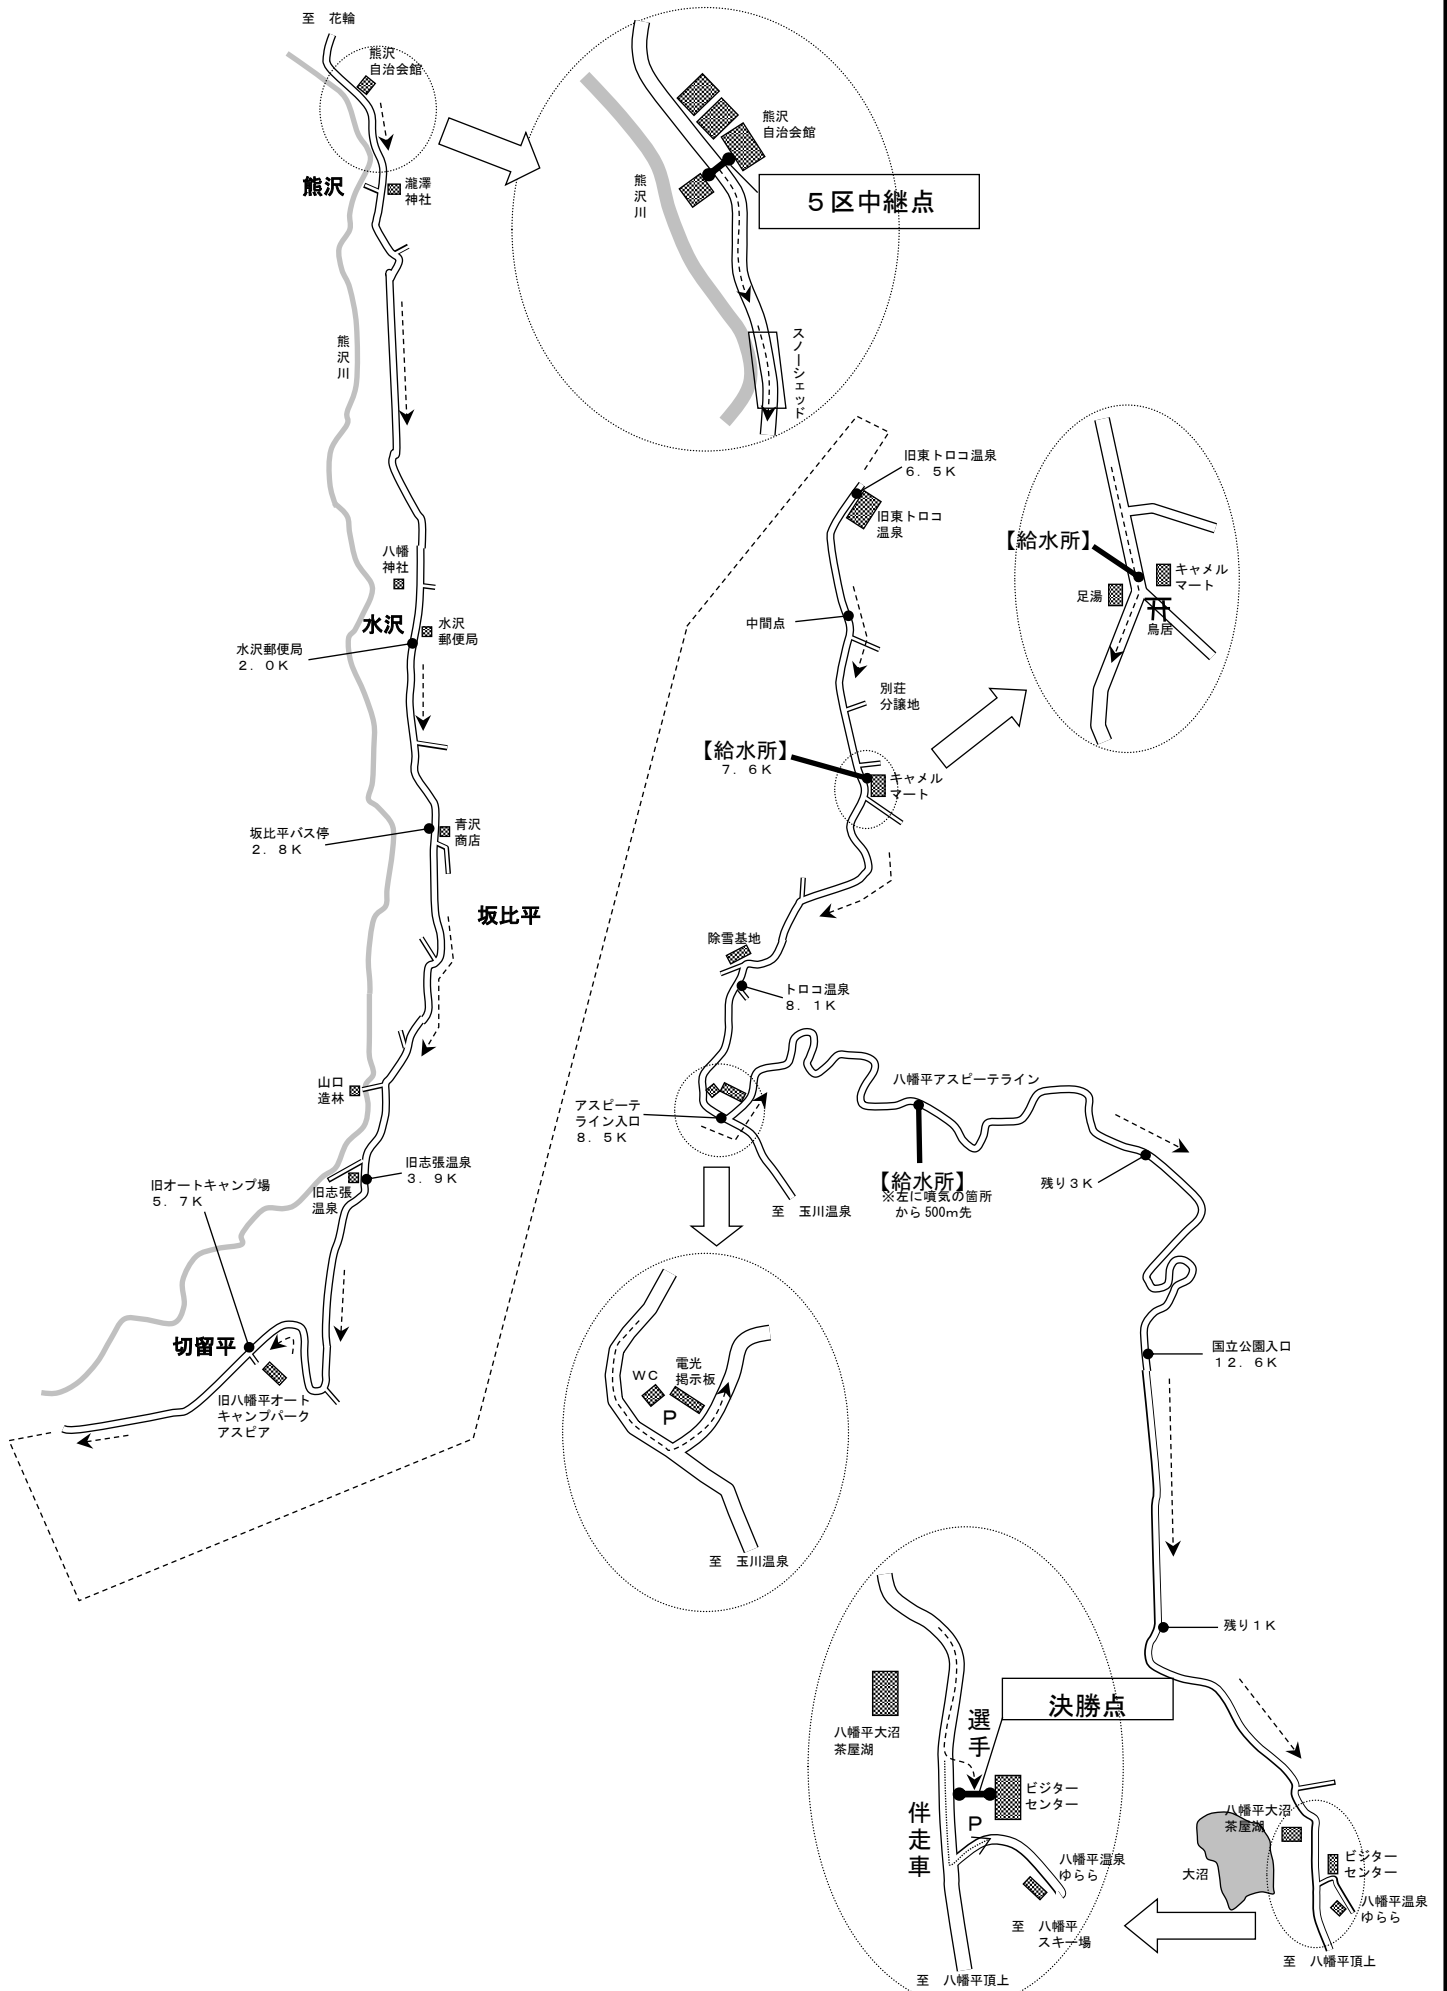 至　花輪
熊沢
自治会館
熊沢
瀧澤
神社
熊沢川
熊沢
自治会館
熊沢川
５区中継点
スノーシェッド
八幡
神社
水沢
水沢
郵便局
水沢郵便局
２．０Ｋ
坂比平バス停
２．８Ｋ
青沢
商店
坂比平
山口
造林
旧志張温泉
３．９Ｋ
旧志張
温泉
旧オートキャンプ場
５．７Ｋ
切留平
旧八幡平オート
キャンプパーク
アスピア
旧東トロコ温泉
６．５Ｋ
旧東トロコ
温泉
中間点
別荘
分譲地
【給水所】
７．６Ｋ
キャメル
マート
【給水所】
キャメル
マート
足湯
鳥居
除雪基地
トロコ温泉
８．１Ｋ
アスピーテ
ライン入口
８．５Ｋ
至　玉川温泉
八幡平アスピーテライン
【給水所】
※左に噴気の箇所
から500m先
残り３Ｋ
ＷＣ
電光
掲示板
Ｐ
至　玉川温泉
国立公園入口
１２．６Ｋ
残り１Ｋ
決勝点
選手
八幡平大沼
茶屋湖
ビジター
センター
伴走車
Ｐ
八幡平温泉
ゆらら
至　八幡平
スキー場
至　八幡平頂上
八幡平大沼
茶屋湖
大沼
ビジター
センター
八幡平温泉
ゆらら
至　八幡平頂上